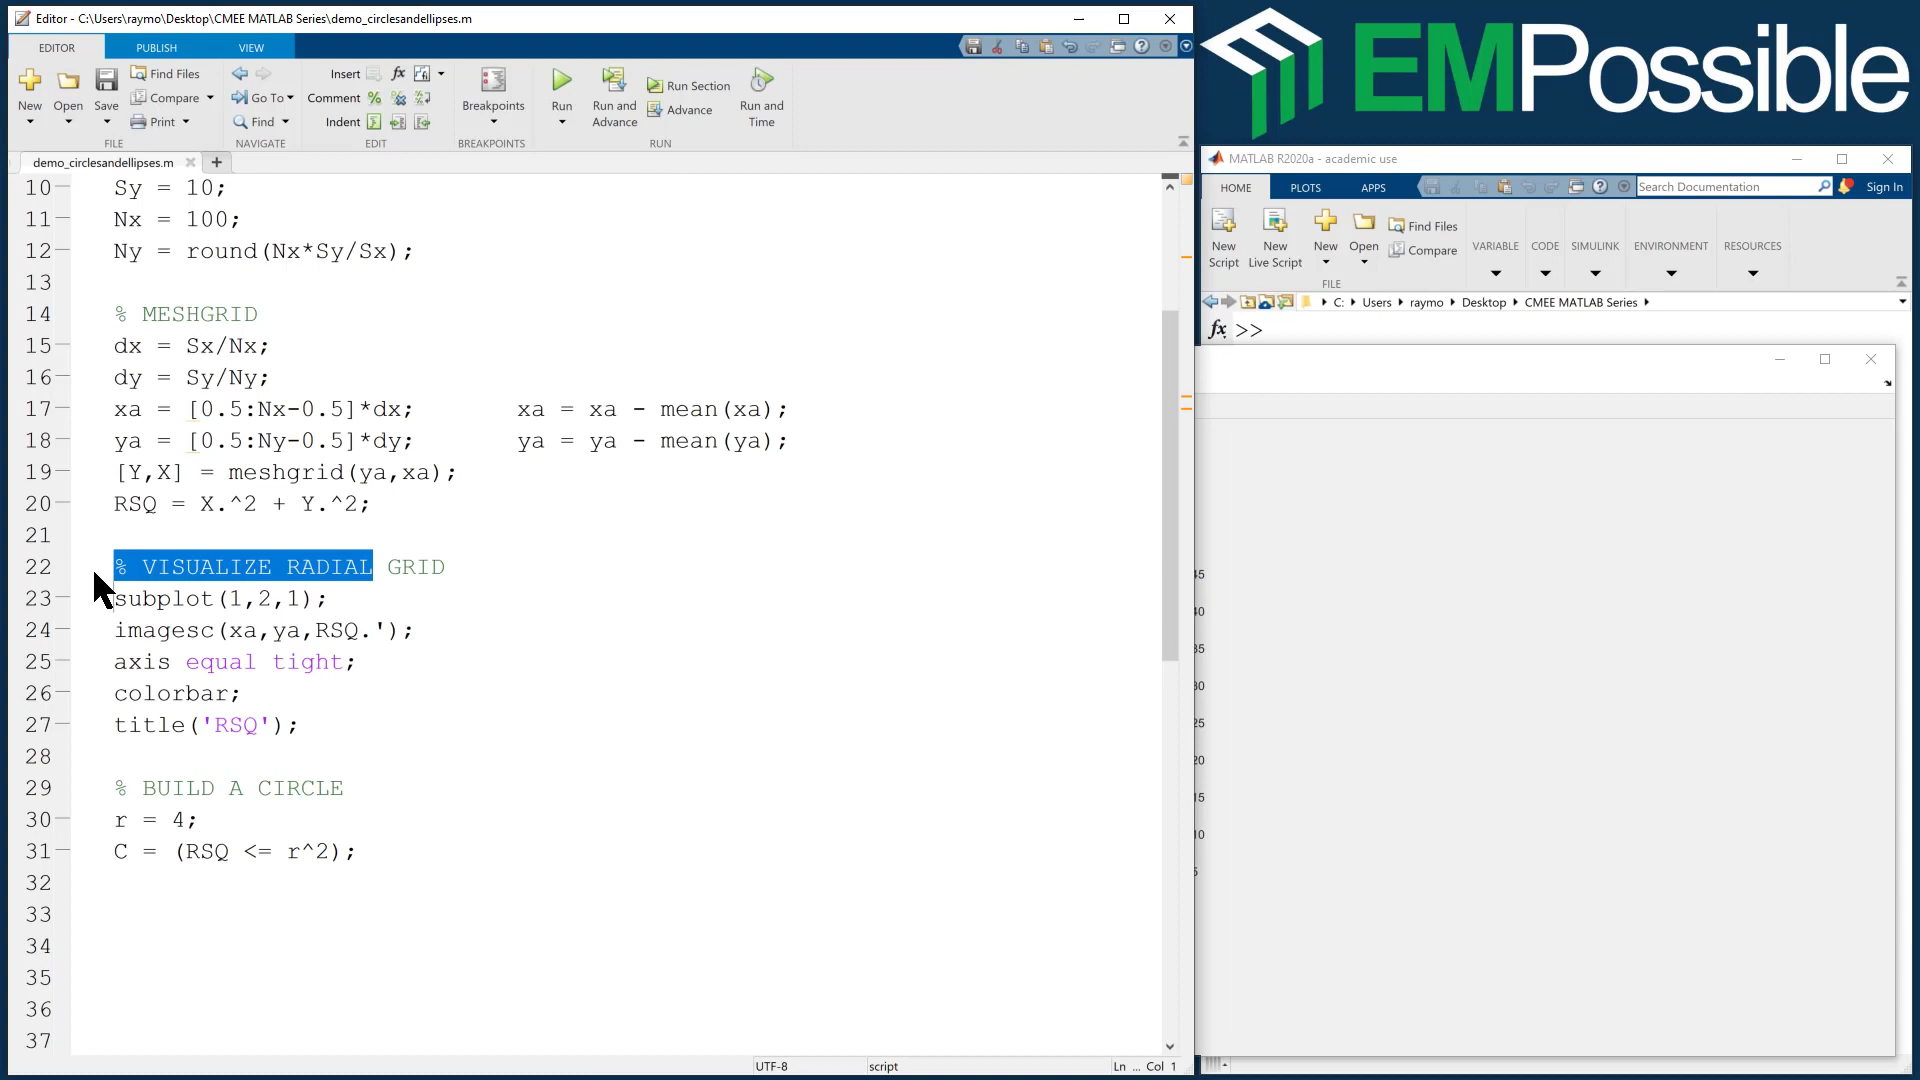 Editor - C:\Users\raymo\Desktop\CMEE MATLAB Series\demo_circlesandellipses.m
EDITOR PUBLISH VIEW
New Open Save Find Files Compare Print FILE
Go To Find NAVIGATE
Insert Comment Indent EDIT
fx
Breakpoints BREAKPOINTS
Run Run and Advance Run Section Advance Run and Time RUN
demo_circlesandellipses.m
10 Sy = 10;
11 Nx = 100;
12 Ny = round(Nx*Sy/Sx);
13
14 % MESHGRID
15 dx = Sx/Nx;
16 dy = Sy/Ny;
17 xa = [0.5:Nx-0.5]*dx; xa = xa - mean(xa);
18 ya = [0.5:Ny-0.5]*dy; ya = ya - mean(ya);
19 [Y,X] = meshgrid(ya,xa);
20 RSQ = X.^2 + Y.^2;
21
22 % VISUALIZE RADIAL GRID
23 subplot(1,2,1);
24 imagesc(xa,ya,RSQ.');
25 axis equal tight;
26 colorbar;
27 title('RSQ');
28
29 % BUILD A CIRCLE
30 r = 4;
31 C = (RSQ <= r^2);
32
33
34
35
36
37
UTF-8 script Ln ... Col 1
EMPossible
MATLAB R2020a - academic use
HOME PLOTS APPS Search Documentation Sign In
New Script New Live Script New Open Find Files Compare FILE
VARIABLE CODE SIMULINK ENVIRONMENT RESOURCES
C: Users raymo Desktop CMEE MATLAB Series
fx >>
45
40
35
30
25
20
15
10
5